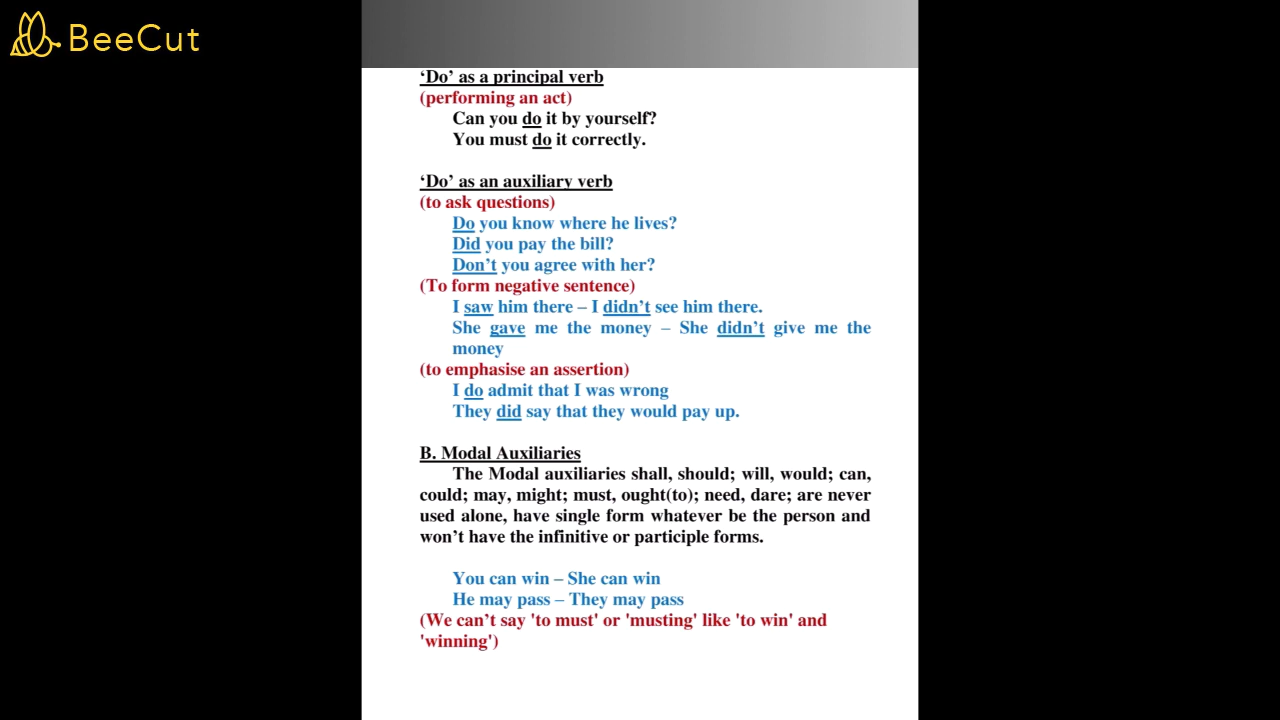 BeeCut
‘Do’ as a principal verb
(performing an act)
Can you do it by yourself?
You must do it correctly.
‘Do’ as an auxiliary verb
(to ask questions)
Do you know where he lives?
Did you pay the bill?
Don’t you agree with her?
(To form negative sentence)
I saw him there – I didn’t see him there.
She gave me the money – She didn’t give me the
money
(to emphasise an assertion)
I do admit that I was wrong
They did say that they would pay up.
B. Modal Auxiliaries
The Modal auxiliaries shall, should; will, would; can,
could; may, might; must, ought(to); need, dare; are never
used alone, have single form whatever be the person and
won’t have the infinitive or participle forms.
You can win – She can win
He may pass – They may pass
(We can’t say 'to must' or 'musting' like 'to win' and
'winning')